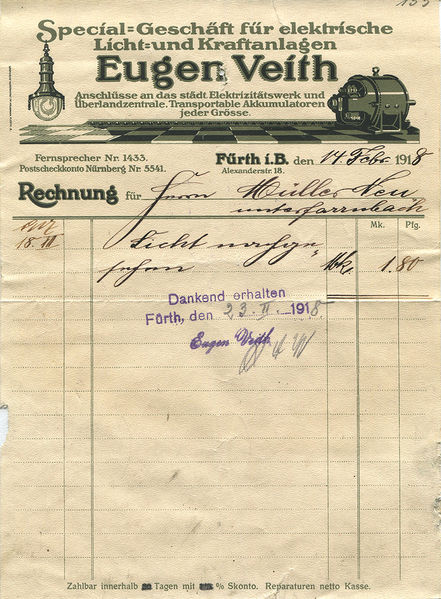 Special=Geschäft für elektrische
Licht=und Kraftanlagen
Eugen Veith
Anschlüsse an das städt. Elektrizitätswerk und
Überlandzentrale. Transportable Akkumulatoren
jeder Grösse.
Fernsprecher Nr. 1433.
Postscheckkonto Nürnberg Nr. 5541.
Fürth i.B. den 14 Febr. 1918
Alexanderstr. 18.
Rechnung für Herrn Müller Neu
unterfarrnbach
Mk. Pfg.
18. II Licht nachge-
sehen Mk. 1.80
Dankend erhalten
Fürth, den 23. II. 1918
Eugen Veith
Zahlbar innerhalb Tagen mit % Skonto. Reparaturen netto Kasse.